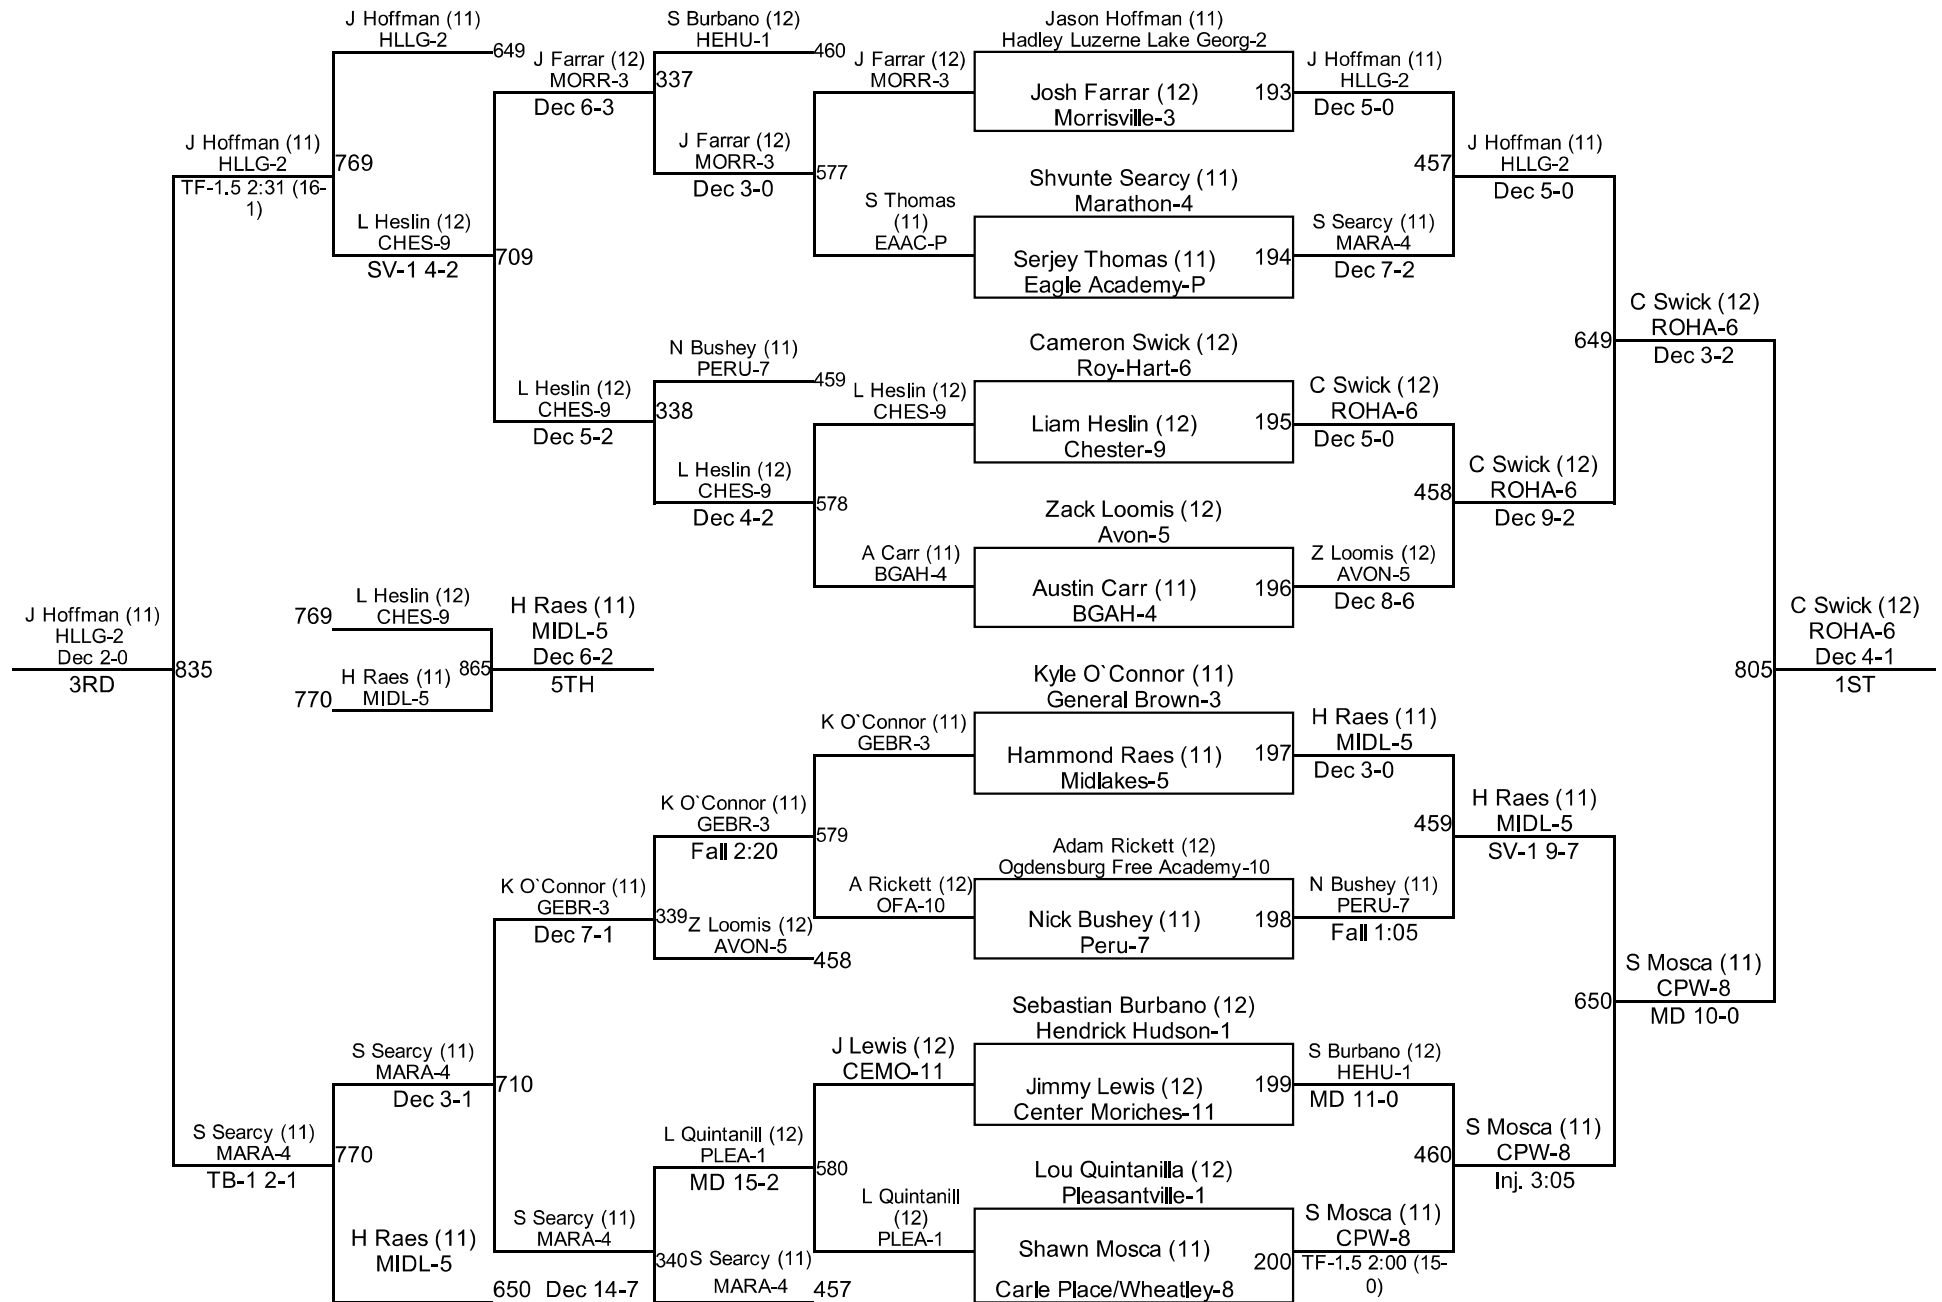 J Hoffman (11)
HLLG-2
649
J Hoffman (11)
HLLG-2
TF-1.5 2:31 (16-
1)
769
L Heslin (12)
CHES-9
SV-1 4-2
J Farrar (12)
MORR-3
Dec 6-3
709
L Heslin (12)
CHES-9
Dec 5-2
S Burbano (12)
HEHU-1
460
337
J Farrar (12)
MORR-3
Dec 3-0
N Bushey (11)
PERU-7
459
338
L Heslin (12)
CHES-9
Dec 4-2
J Farrar (12)
MORR-3
577
S Thomas
(11)
EAAC-P
L Heslin (12)
CHES-9
578
A Carr (11)
BGAH-4
Jason Hoffman (11)
Hadley Luzerne Lake Georg-2
Josh Farrar (12)
Morrisville-3
193
Shvunte Searcy (11)
Marathon-4
Serjey Thomas (11)
Eagle Academy-P
194
Cameron Swick (12)
Roy-Hart-6
Liam Heslin (12)
Chester-9
195
Zack Loomis (12)
Avon-5
Austin Carr (11)
BGAH-4
196
J Hoffman (11)
HLLG-2
Dec 5-0
457
S Searcy (11)
MARA-4
Dec 7-2
C Swick (12)
ROHA-6
Dec 5-0
458
Z Loomis (12)
AVON-5
Dec 8-6
J Hoffman (11)
HLLG-2
Dec 5-0
649
C Swick (12)
ROHA-6
Dec 9-2
C Swick (12)
ROHA-6
Dec 3-2
J Hoffman (11)
HLLG-2
Dec 2-0
3RD
835
769
L Heslin (12)
CHES-9
770
H Raes (11)
MIDL-5
865
H Raes (11)
MIDL-5
Dec 6-2
5TH
805
C Swick (12)
ROHA-6
Dec 4-1
1ST
S Searcy (11)
MARA-4
TB-1 2-1
770
S Searcy (11)
MARA-4
Dec 3-1
H Raes (11)
MIDL-5
650
710
K O`Connor (11)
GEBR-3
Dec 7-1
S Searcy (11)
MARA-4
Dec 14-7
K O`Connor (11)
GEBR-3
Fall 2:20
339
Z Loomis (12)
AVON-5
458
L Quintanill (12)
PLEA-1
MD 15-2
340
S Searcy (11)
MARA-4
457
K O`Connor (11)
GEBR-3
579
A Rickett (12)
OFA-10
J Lewis (12)
CEMO-11
580
L Quintanill
(12)
PLEA-1
Kyle O`Connor (11)
General Brown-3
Hammond Raes (11)
Midlakes-5
197
Adam Rickett (12)
Ogdensburg Free Academy-10
Nick Bushey (11)
Peru-7
198
Sebastian Burbano (12)
Hendrick Hudson-1
Jimmy Lewis (12)
Center Moriches-11
199
Lou Quintanilla (12)
Pleasantville-1
Shawn Mosca (11)
Carle Place/Wheatley-8
200
H Raes (11)
MIDL-5
Dec 3-0
459
N Bushey (11)
PERU-7
Fall 1:05
S Burbano (12)
HEHU-1
MD 11-0
460
S Mosca (11)
CPW-8
TF-1.5 2:00 (15-
0)
H Raes (11)
MIDL-5
SV-1 9-7
650
S Mosca (11)
CPW-8
Inj. 3:05
S Mosca (11)
CPW-8
MD 10-0